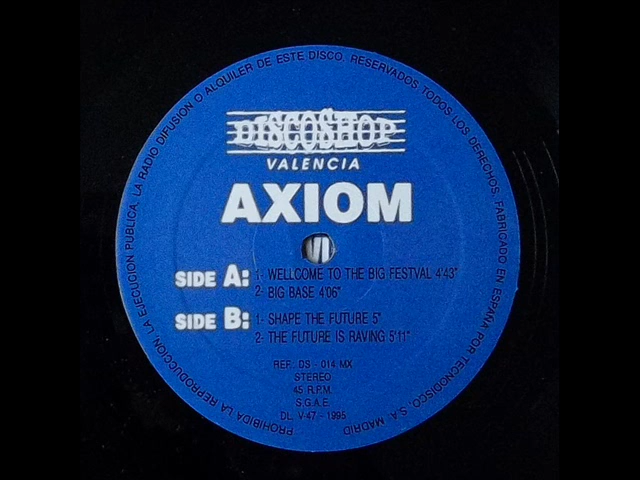 PROHIBIDA LA REPRODUCCION, LA EJECUCION PUBLICA, LA RADIO DIFUSION O ALQUILER DE ESTE DISCO, RESERVADOS TODOS LOS DERECHOS, FABRICADO EN ESPAÑA POR TECNODISCO, S.A. MADRID
DISCOSHOP
VALENCIA
AXIOM
VI
SIDE A: 1- WELLCOME TO THE BIG FESTVAL 4'43"
2- BIG BASE 4'06"
SIDE B: 1- SHAPE THE FUTURE 5"
2- THE FUTURE IS RAVING 5'11"
REF: DS - 014 MX
STEREO
45 R.P.M.
S.G.A.E.
DL: V-47 - 1995